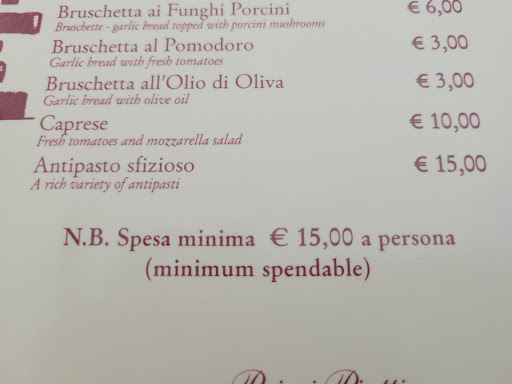 Bruschetta ai Funghi Porcini € 6,00
Bruschette - garlic bread topped with porcini mushrooms
Bruschetta al Pomodoro € 3,00
Garlic bread with fresh tomatoes
Bruschetta all'Olio di Oliva € 3,00
Garlic bread with olive oil
Caprese € 10,00
Fresh tomatoes and mozzarella salad
Antipasto sfizioso € 15,00
A rich variety of antipasti
N.B. Spesa minima € 15,00 a persona
(minimum spendable)